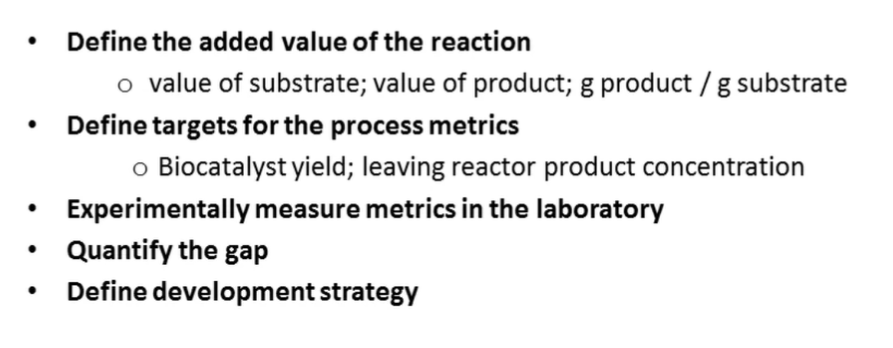 • Define the added value of the reaction
o value of substrate; value of product; g product / g substrate
• Define targets for the process metrics
o Biocatalyst yield; leaving reactor product concentration
• Experimentally measure metrics in the laboratory
• Quantify the gap
• Define development strategy